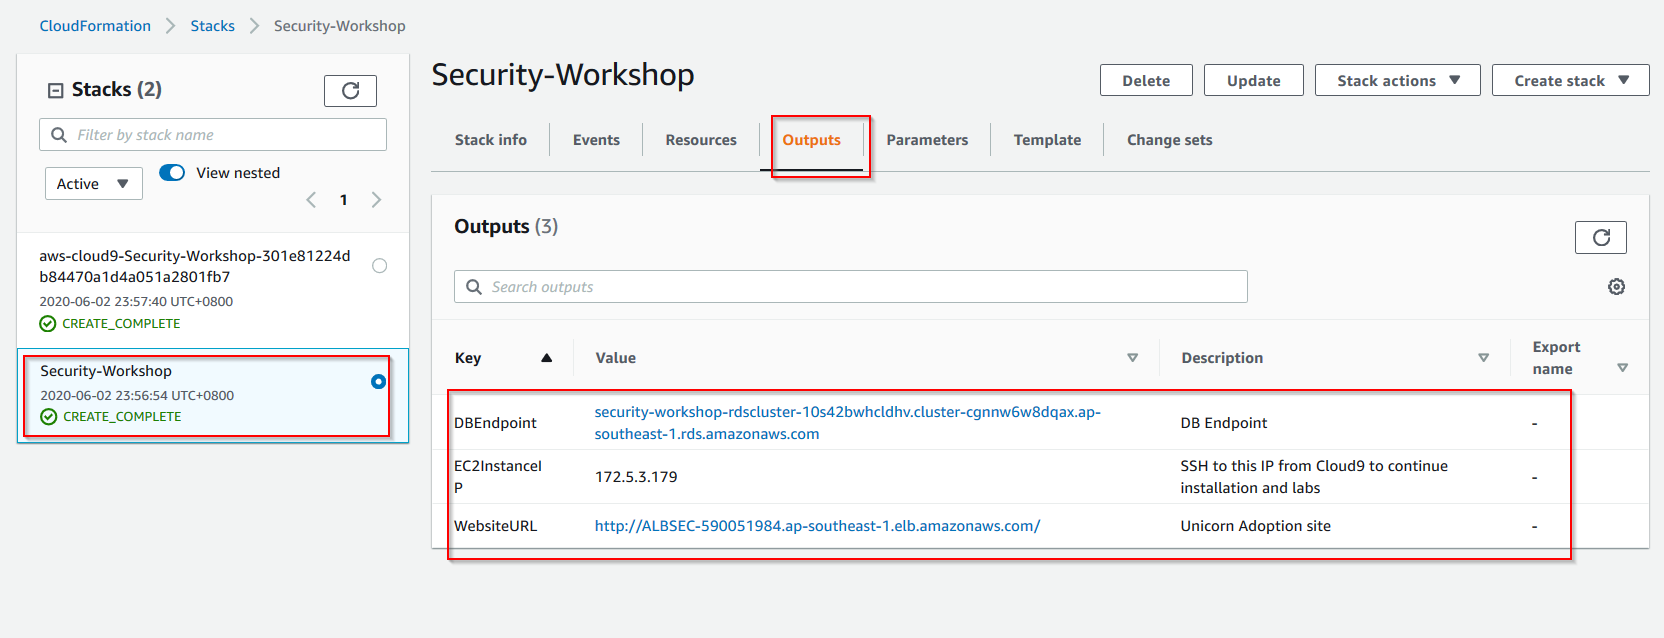 CloudFormation > Stacks > Security-Workshop
Stacks (2)
Filter by stack name
Active
View nested
1
aws-cloud9-Security-Workshop-301e81224d
b84470a1d4a051a2801fb7
2020-06-02 23:57:40 UTC+0800
CREATE_COMPLETE
Security-Workshop
2020-06-02 23:56:54 UTC+0800
CREATE_COMPLETE
Security-Workshop
Delete Update Stack actions Create stack
Stack info Events Resources Outputs Parameters Template Change sets
Outputs (3)
Search outputs
Key Value Description Export name
DBEndpoint
security-workshop-rdscluster-10s42bwhcldhv.cluster-cgnnw6w8dqax.ap-
southeast-1.rds.amazonaws.com
DB Endpoint
-
EC2InstanceI
P
172.5.3.179
SSH to this IP from Cloud9 to continue
installation and labs
-
WebsiteURL
http://ALBSEC-590051984.ap-southeast-1.elb.amazonaws.com/
Unicorn Adoption site
-